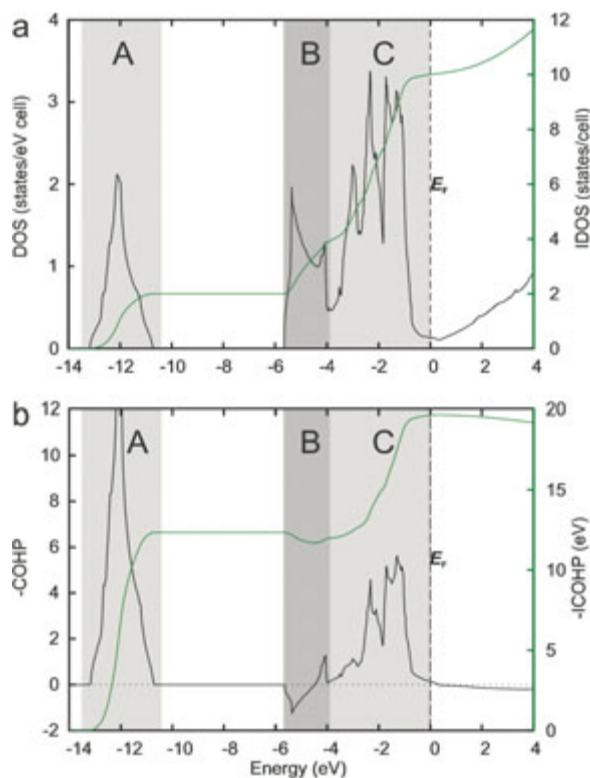 a
A
B
C
E_F
4
3
2
1
0
DOS (states/eV cell)
12
10
8
6
4
2
0
IDOS (states/cell)
-14 -12 -10 -8 -6 -4 -2 0 2 4
b
A
B
C
E_F
12
10
8
6
4
2
0
-2
-COHP
20
15
10
5
0
-ICOHP (eV)
-14 -12 -10 -8 -6 -4 -2 0 2 4
Energy (eV)